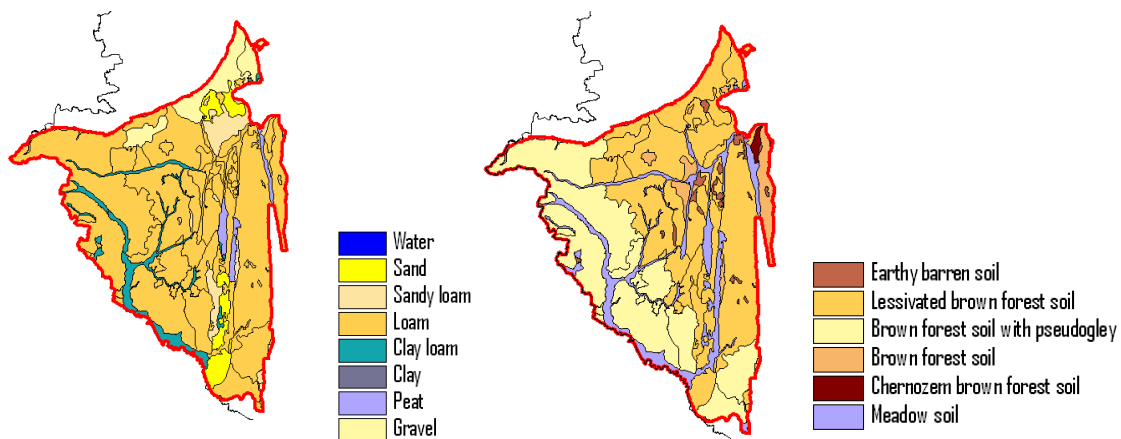 Water
Sand
Sandy loam
Loam
Clay loam
Clay
Peat
Gravel
Earthy barren soil
Lessivated brown forest soil
Brown forest soil with pseudogley
Brown forest soil
Chernozem brown forest soil
Meadow soil